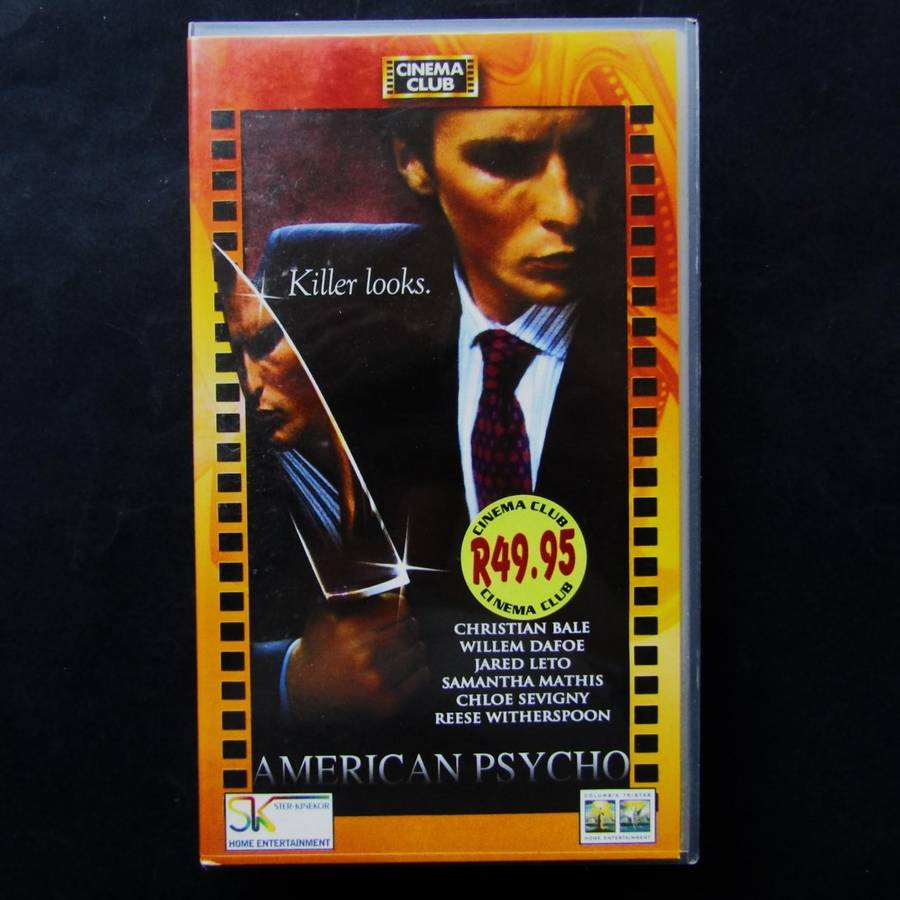 CINEMA
CLUB
Killer looks.
CINEMA CLUB
R49.95
CINEMA CLUB
CHRISTIAN BALE
WILLEM DAFOE
JARED LETO
SAMANTHA MATHIS
CHLOE SEVIGNY
REESE WITHERSPOON
AMERICAN PSYCHO
SK STER-KINEKOR
HOME ENTERTAINMENT
COLUMBIA TRISTAR
HOME ENTERTAINMENT